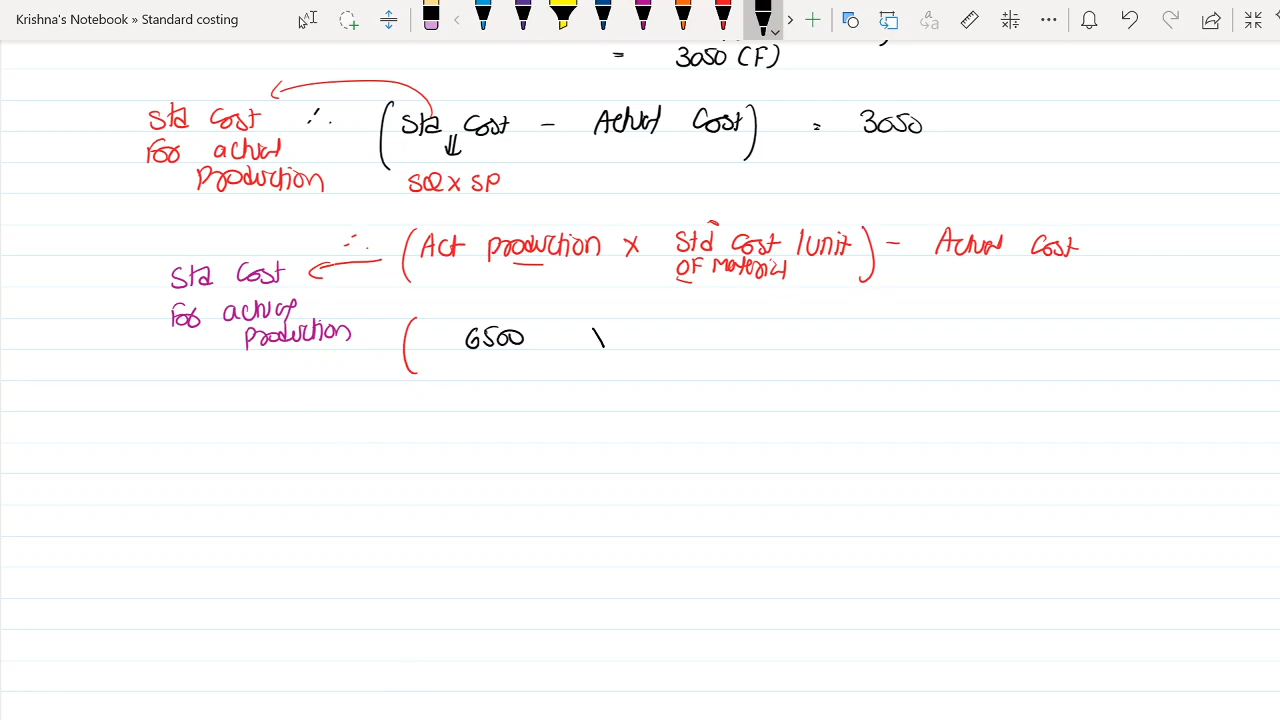 Krishna's Notebook » Standard costing
= 3050 (F)
Std Cost ∴ (Std Cost - Actual Cost) = 3050
For actual
Production
SQ x SP
∴ (Act production x Std Cost /unit) - Actual Cost
OF material
Std Cost
For actual
production
( 6500 \